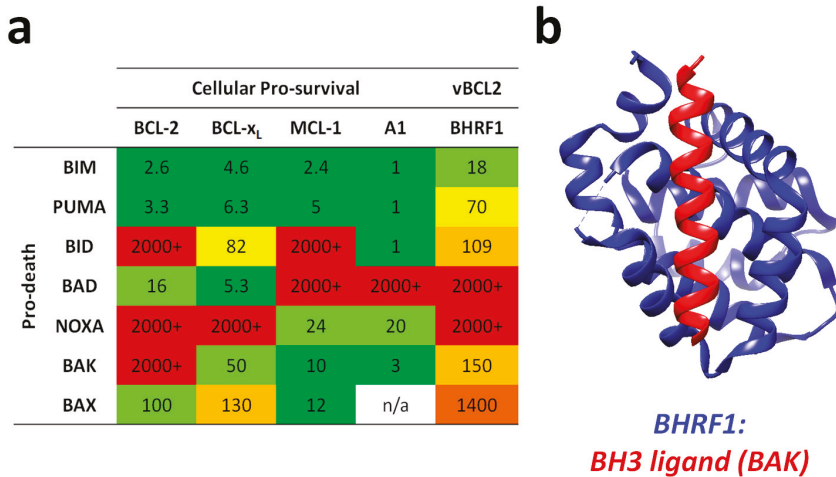 a
b
Cellular Pro-survival vBCL2
BCL-2 BCL-xL MCL-1 A1 BHRF1
Pro-death
BIM 2.6 4.6 2.4 1 18
PUMA 3.3 6.3 5 1 70
BID 2000+ 82 2000+ 1 109
BAD 16 5.3 2000+ 2000+ 2000+
NOXA 2000+ 2000+ 24 20 2000+
BAK 2000+ 50 10 3 150
BAX 100 130 12 n/a 1400
BHRF1:
BH3 ligand (BAK)